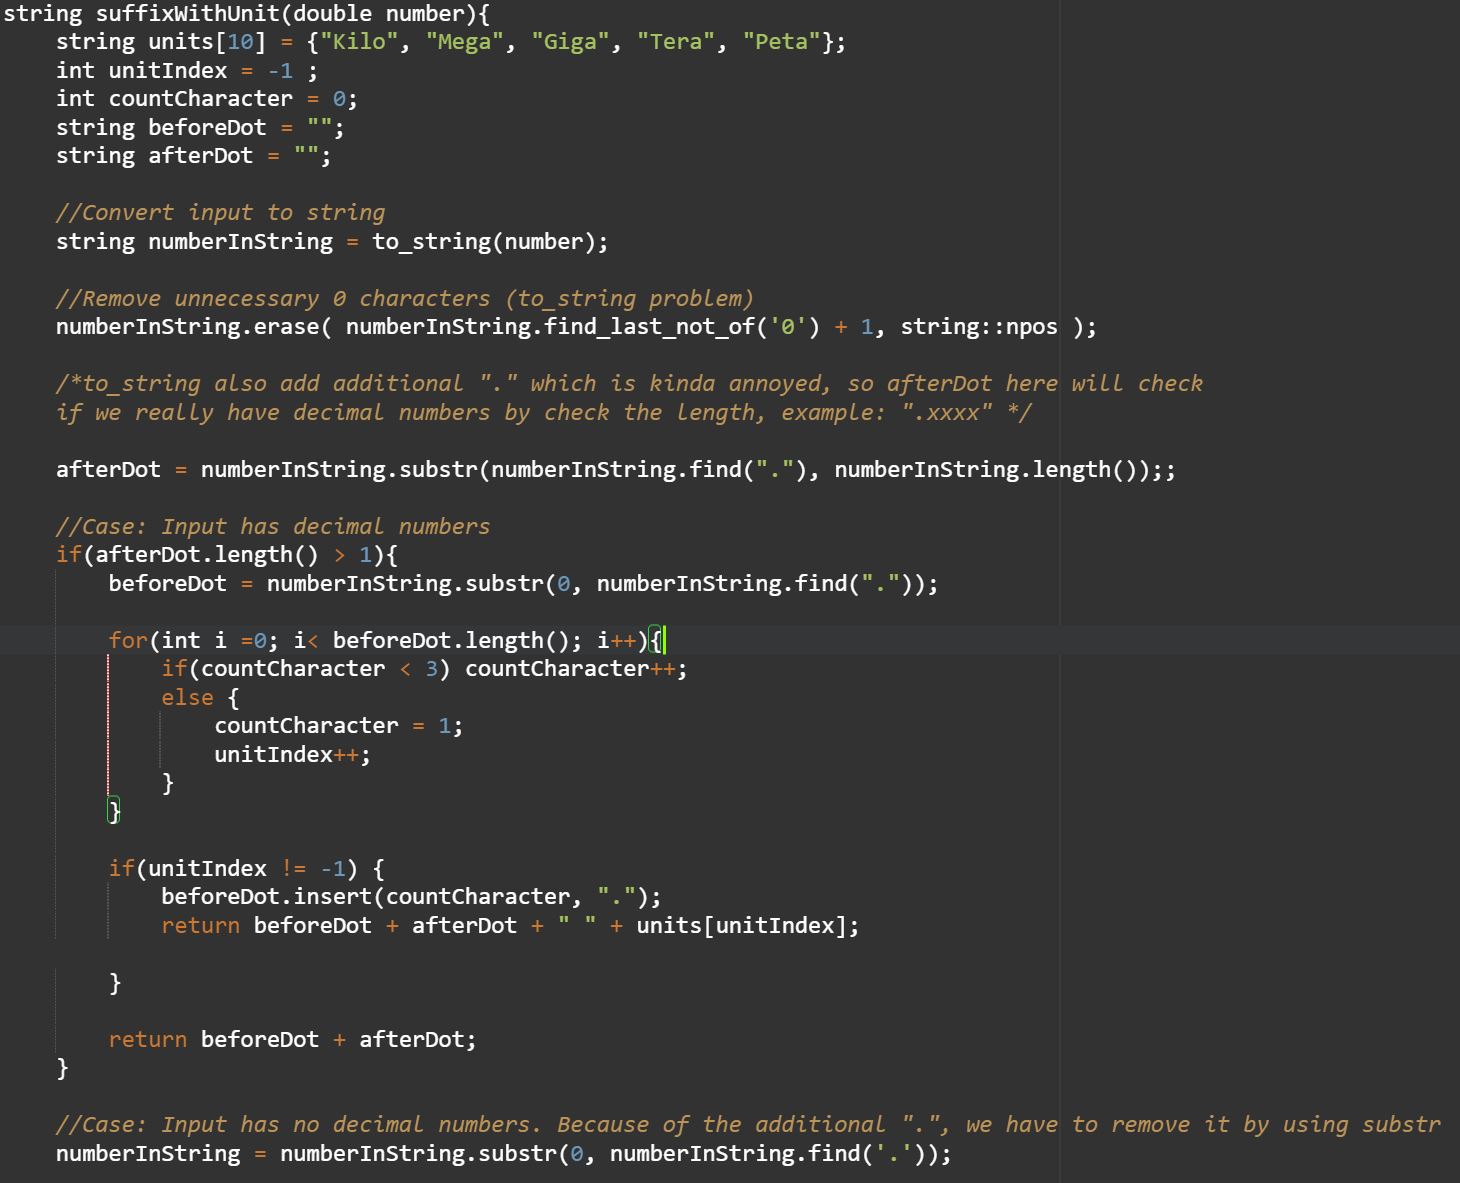 string suffixWithUnit(double number){
    string units[10] = {"Kilo", "Mega", "Giga", "Tera", "Peta"};
    int unitIndex = -1 ;
    int countCharacter = 0;
    string beforeDot = "";
    string afterDot = "";
    //Convert input to string
    string numberInString = to_string(number);
    //Remove unnecessary 0 characters (to_string problem)
    numberInString.erase( numberInString.find_last_not_of('0') + 1, string::npos );
    /*to_string also add additional "." which is kinda annoyed, so afterDot here will check
    if we really have decimal numbers by check the length, example: ".xxxx" */
    afterDot = numberInString.substr(numberInString.find("."), numberInString.length());;
    //Case: Input has decimal numbers
    if(afterDot.length() > 1){
        beforeDot = numberInString.substr(0, numberInString.find("."));
        for(int i =0; i< beforeDot.length(); i++){
            if(countCharacter < 3) countCharacter++;
            else {
                countCharacter = 1;
                unitIndex++;
            }
        }
        if(unitIndex != -1) {
            beforeDot.insert(countCharacter, ".");
            return beforeDot + afterDot + " " + units[unitIndex];
        }
        return beforeDot + afterDot;
    }
    //Case: Input has no decimal numbers. Because of the additional ".", we have to remove it by using substr
    numberInString = numberInString.substr(0, numberInString.find('.'));